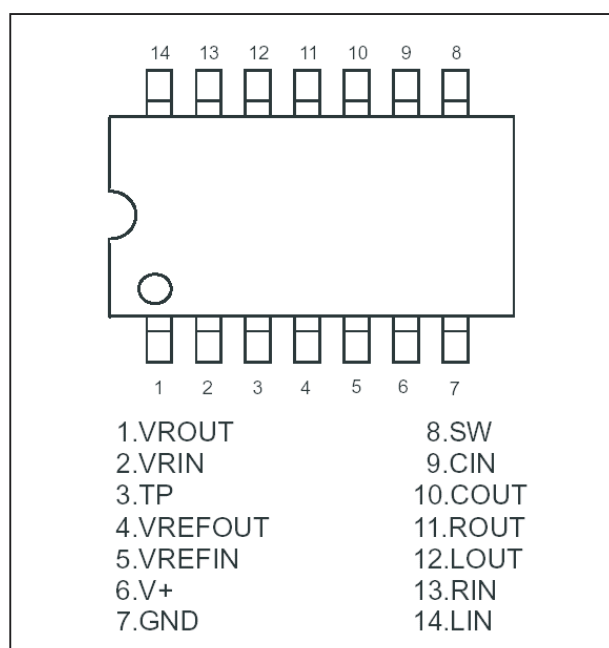 14 13 12 11 10 9 8
1 2 3 4 5 6 7
1.VROUT 8.SW
2.VRIN 9.CIN
3.TP 10.COUT
4.VREFOUT 11.ROUT
5.VREFIN 12.LOUT
6.V+ 13.RIN
7.GND 14.LIN